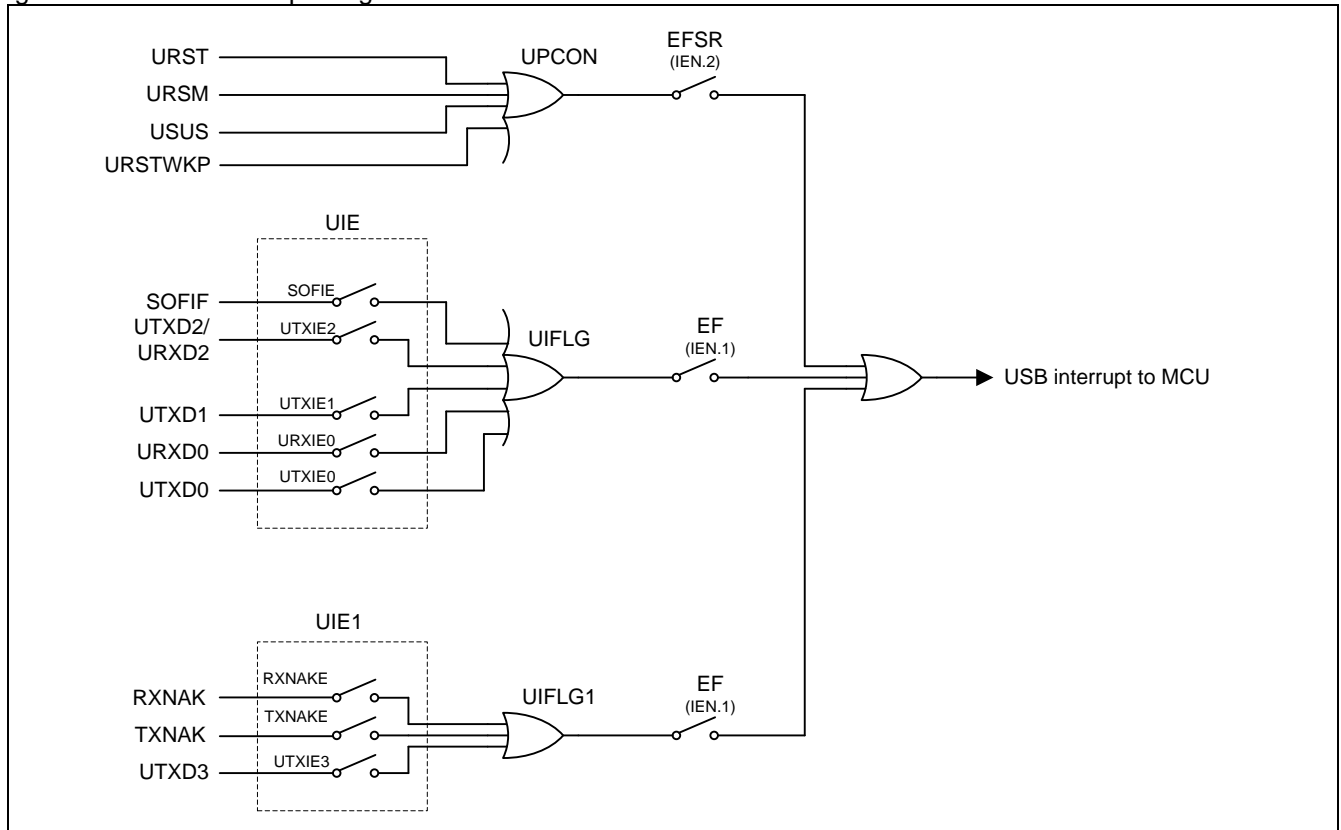 URST
URSM
USUS
URSTWKP
UPCON
EFSR
(IEN.2)
UIE
SOFIF
UTXD2/
URXD2
UTXD1
URXD0
UTXD0
SOFIE
UTXIE2
UTXIE1
URXIE0
UTXIE0
UIFLG
EF
(IEN.1)
USB interrupt to MCU
UIE1
RXNAK
TXNAK
UTXD3
RXNAKE
TXNAKE
UTXIE3
UIFLG1
EF
(IEN.1)